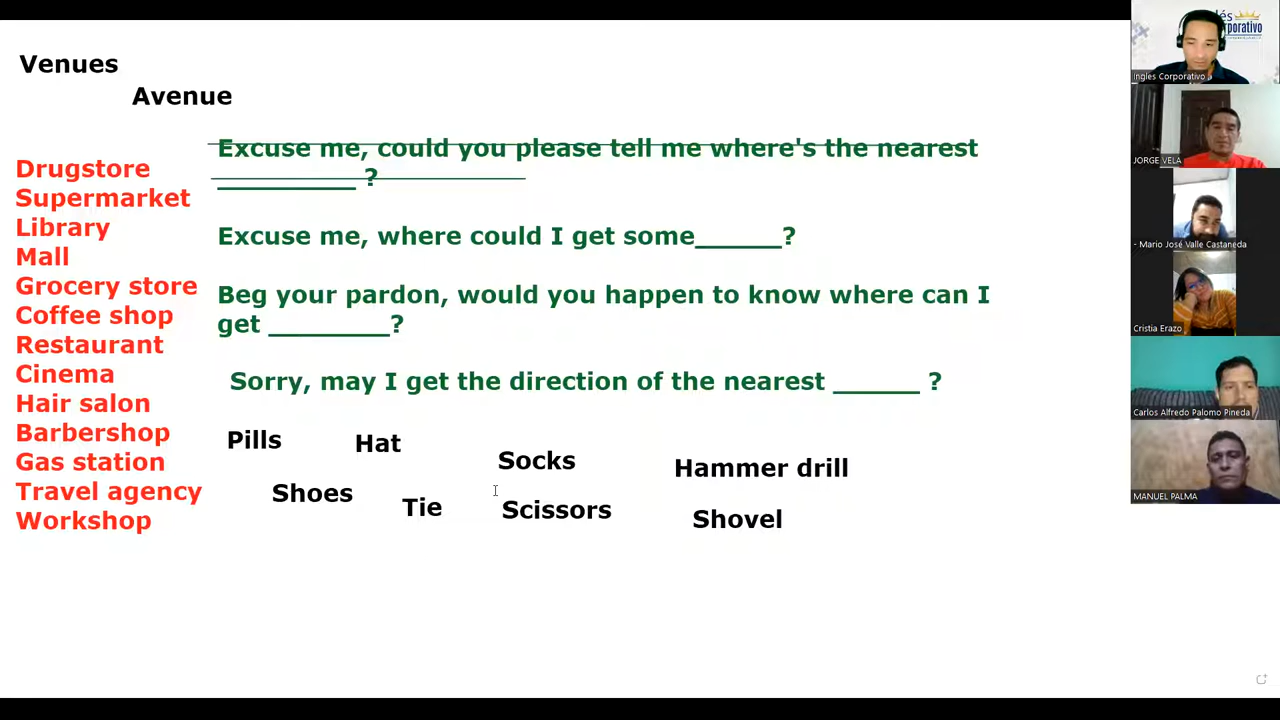 Venues
Avenue
Excuse me, could you please tell me where's the nearest
__________ ?
Drugstore
Supermarket
Library
Mall
Grocery store
Coffee shop
Restaurant
Cinema
Hair salon
Barbershop
Gas station
Travel agency
Workshop
Excuse me, where could I get some______?
Beg your pardon, would you happen to know where can I
get ________?
Sorry, may I get the direction of the nearest ______ ?
Pills
Hat
Socks
Hammer drill
Shoes
Tie
Scissors
Shovel
Ingles Corporativo
JORGE VELA
- Mario José Valle Castaneda
Cristia Erazo
Carlos Alfredo Palomo Pineda
MANUEL PALMA